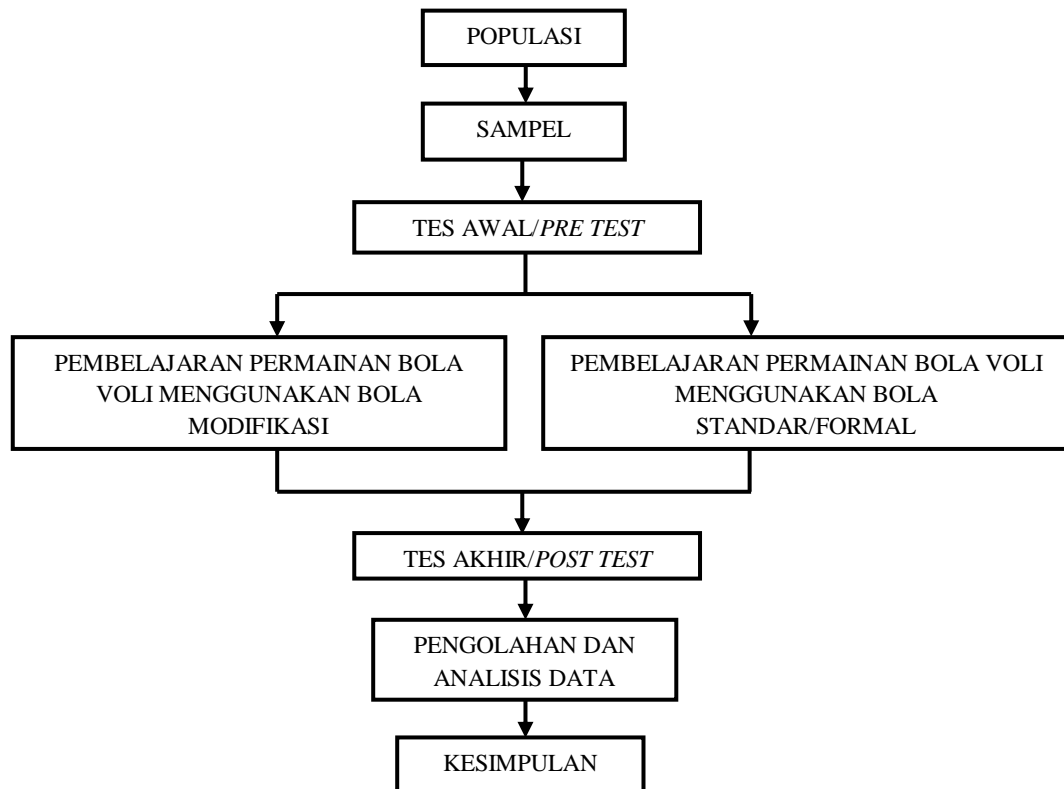 POPULASI
SAMPEL
TES AWAL/PRE TEST
PEMBELAJARAN PERMAINAN BOLA
VOLI MENGGUNAKAN BOLA
MODIFIKASI
PEMBELAJARAN PERMAINAN BOLA VOLI
MENGGUNAKAN BOLA
STANDAR/FORMAL
TES AKHIR/POST TEST
PENGOLAHAN DAN
ANALISIS DATA
KESIMPULAN